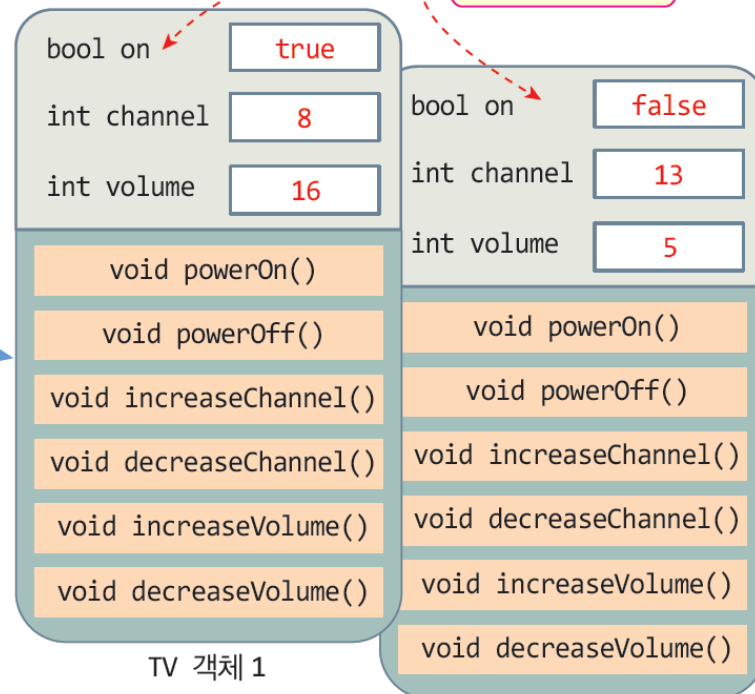 bool on
true
int channel
8
int volume
16
void powerOn()
void powerOff()
void increaseChannel()
void decreaseChannel()
void increaseVolume()
void decreaseVolume()
TV 객체 1
bool on
false
int channel
13
int volume
5
void powerOn()
void powerOff()
void increaseChannel()
void decreaseChannel()
void increaseVolume()
void decreaseVolume()